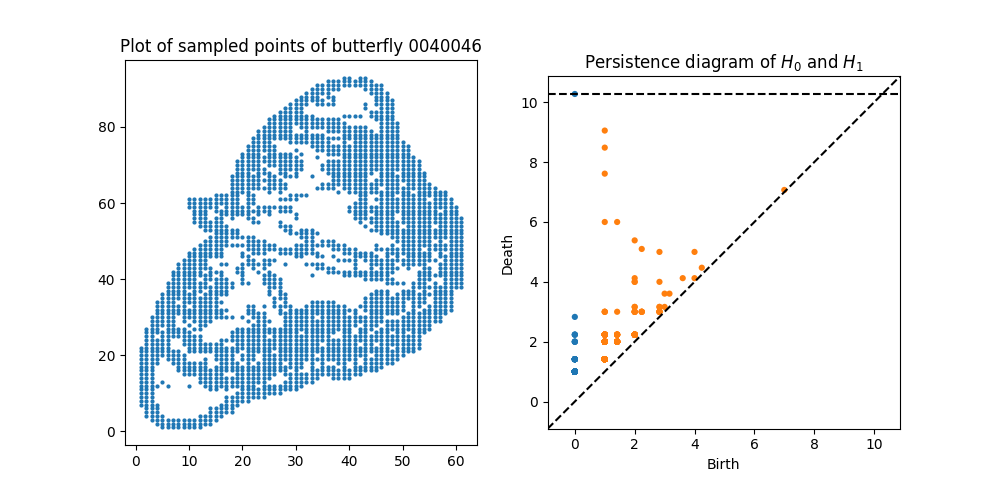 Plot of sampled points of butterfly 0040046
80
60
40
20
0
0 10 20 30 40 50 60
Persistence diagram of H₀ and H₁
Death
10
8
6
4
2
0
0 2 4 6 8 10
Birth